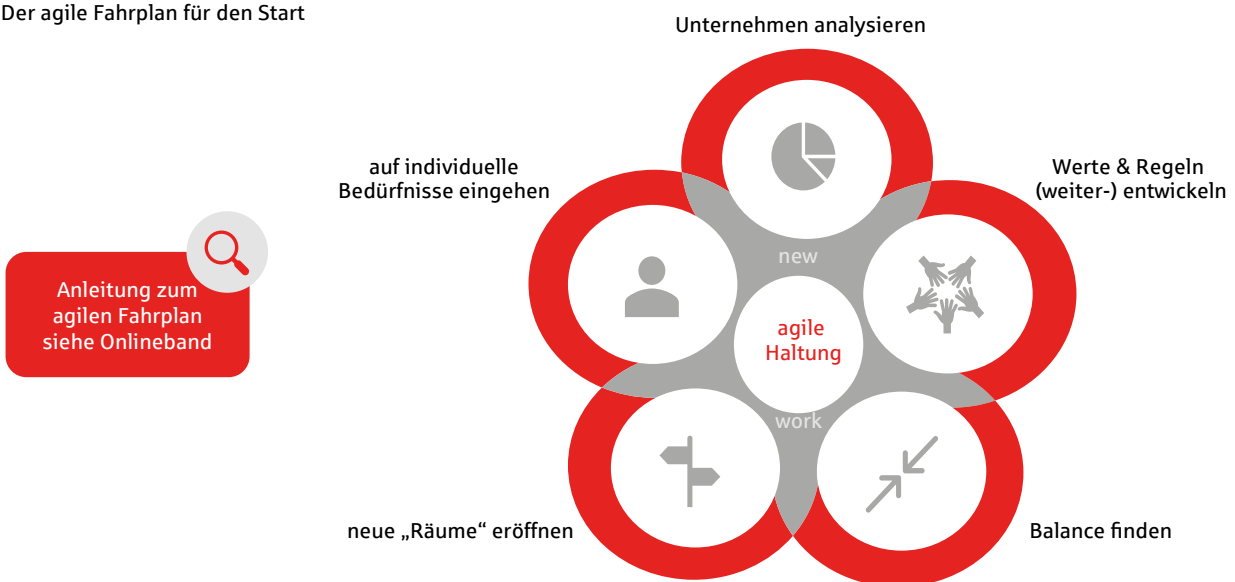 Der agile Fahrplan für den Start
Unternehmen analysieren
auf individuelle
Bedürfnisse eingehen
Werte & Regeln
(weiter-) entwickeln
new
agile
Haltung
work
Anleitung zum
agilen Fahrplan
siehe Onlineband
neue „Räume“ eröffnen
Balance finden